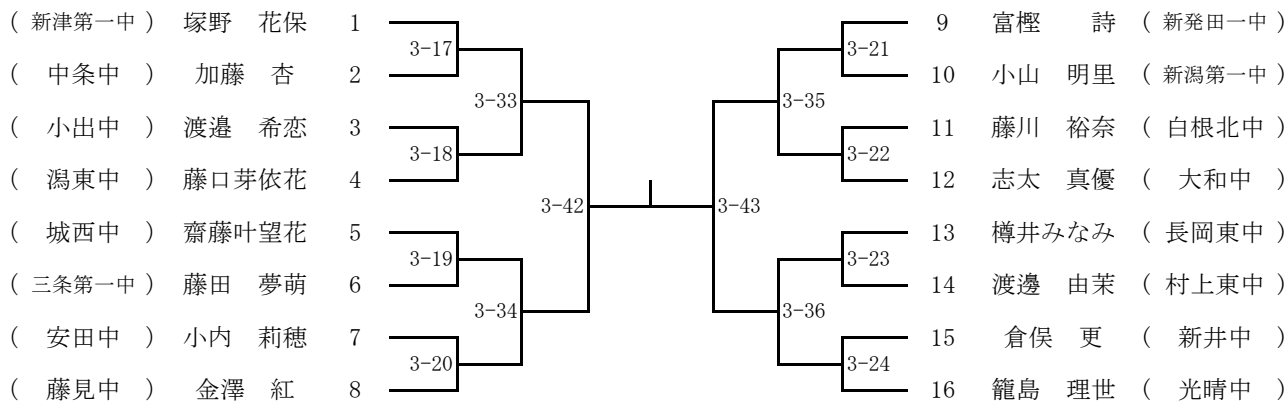 ( 新津第一中 ) 塚野 花保 1
( 中条中 ) 加藤 杏 2
( 小出中 ) 渡邉 希恋 3
( 潟東中 ) 藤口芽依花 4
( 城西中 ) 齋藤叶望花 5
( 三条第一中 ) 藤田 夢萌 6
( 安田中 ) 小内 莉穂 7
( 藤見中 ) 金澤 紅 8
3-17
3-18
3-19
3-20
3-33
3-34
3-42
3-43
3-35
3-36
3-21
3-22
3-23
3-24
9 富樫 詩 ( 新発田一中 )
10 小山 明里 ( 新潟第一中 )
11 藤川 裕奈 ( 白根北中 )
12 志太 真優 ( 大和中 )
13 樽井みなみ ( 長岡東中 )
14 渡邊 由茉 ( 村上東中 )
15 倉俣 更 ( 新井中 )
16 籠島 理世 ( 光晴中 )